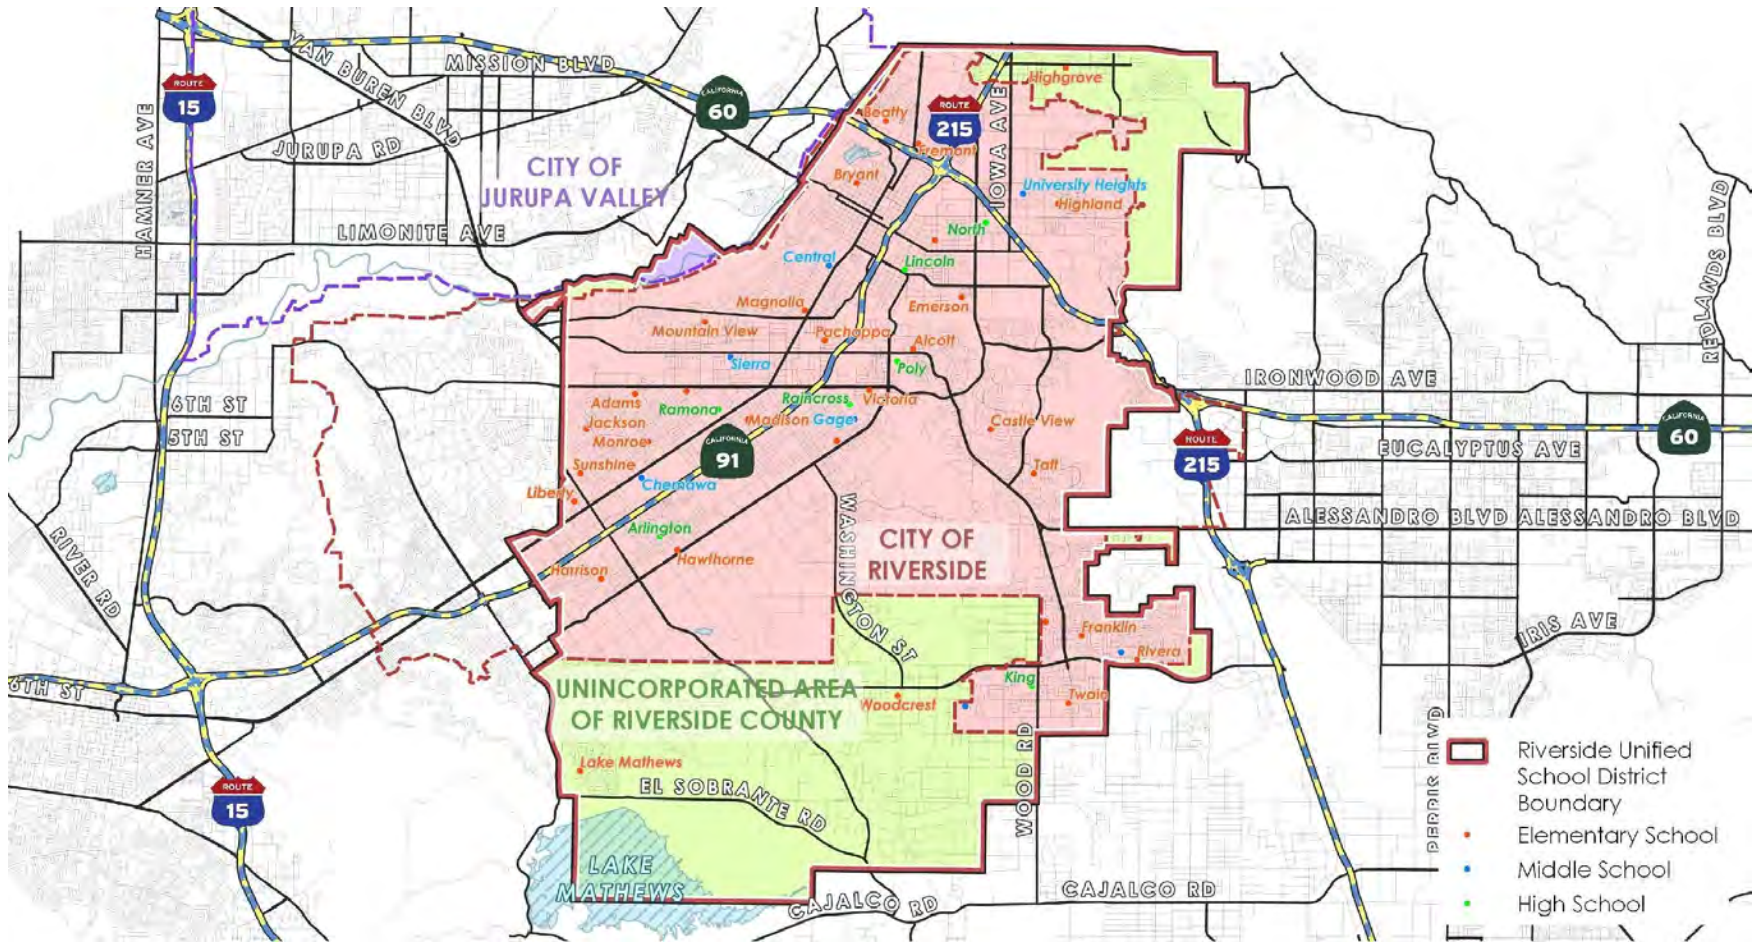 MISSION BLVD
VAN BUREN BLVD
ROUTE
15
CALIFORNIA
60
HAMNER AVE
JURUPA RD
CITY OF
JURUPA VALLEY
LIMONITE AVE
Highgrove
Beatty
ROUTE
215
IOWA AVE
Fremont
Bryant
University Heights
Highland
North
Central
Lincoln
REDLANDS BLVD
Magnolia
Emerson
Mountain View
Pachappa
Alcott
Sierra
Poly
IRONWOOD AVE
6TH ST
5TH ST
Adams
Ramona
Raincross
Victoria
Jackson
Madison
Gage
Castle View
Monroe
CALIFORNIA
91
CALIFORNIA
60
ROUTE
215
EUCALYPTUS AVE
Sunshine
Chemawa
Taft
Liberty
WASHINGTON ST
ALESSANDRO BLVD
ALESSANDRO BLVD
Arlington
CITY OF
RIVERSIDE
RIVER RD
Hawthorne
Harrison
Franklin
IRIS AVE
Rivera
6TH ST
King
UNINCORPORATED AREA
OF RIVERSIDE COUNTY
Woodcrest
Twain
WOOD RD
Lake Mathews
EL SOBRANTE RD
ROUTE
15
LAKE
MATHEWS
CAJALCO RD
CAJALCO RD
PERRIS BLVD
Riverside Unified
School District
Boundary
Elementary School
Middle School
High School